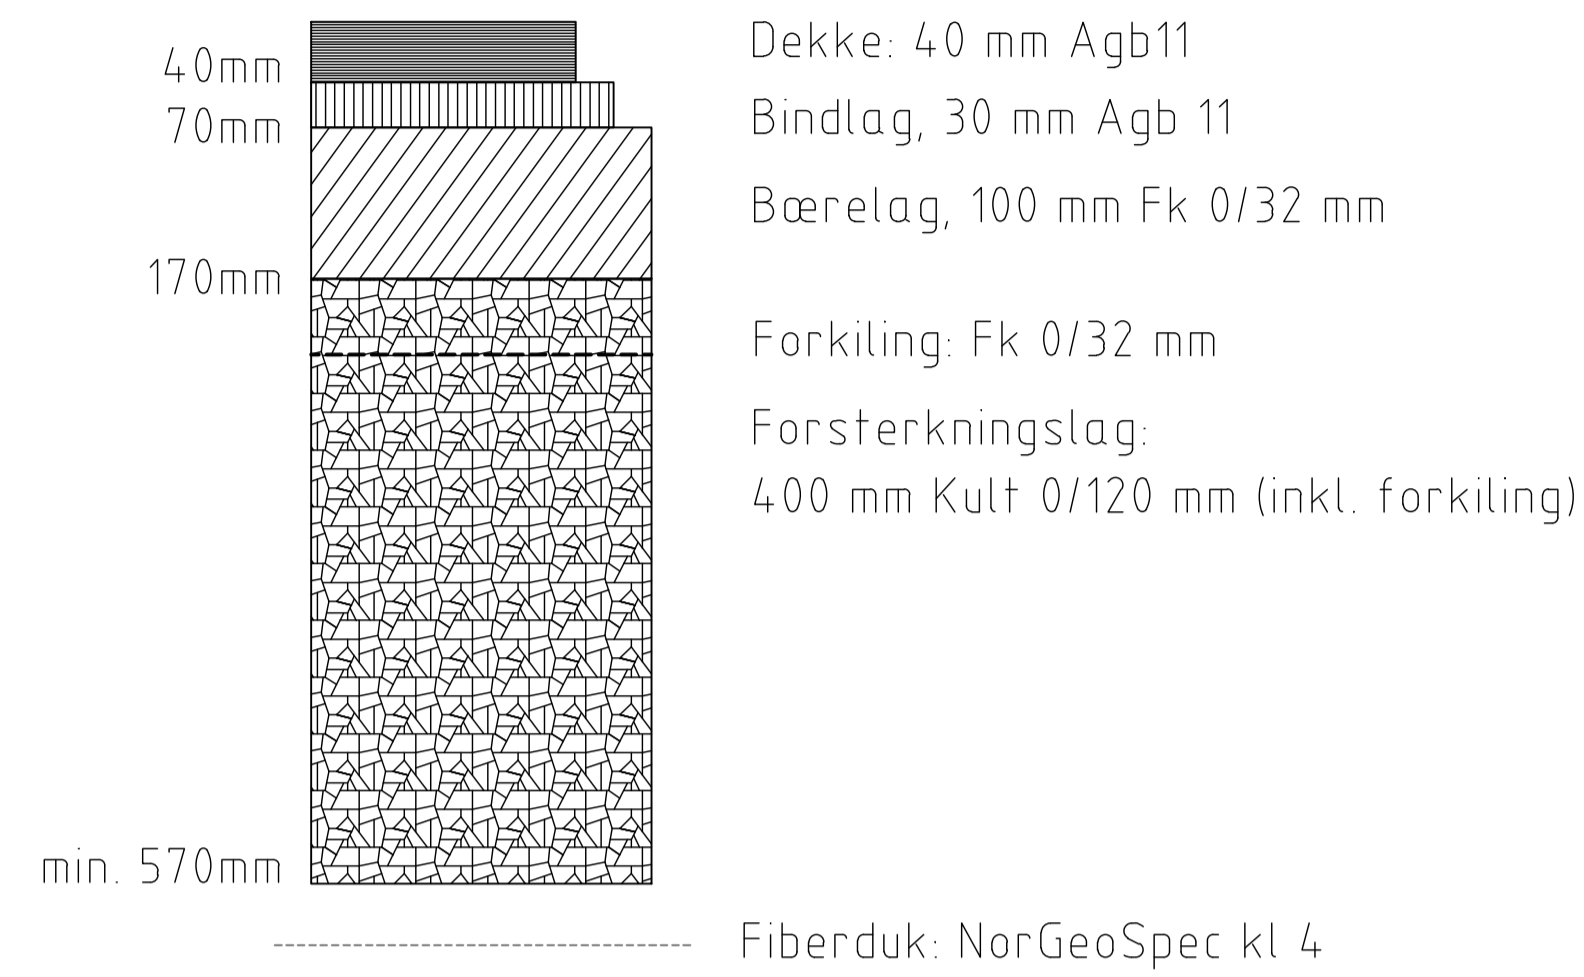 40mm
Dekke: 40 mm Agb11
70mm
Bindlag, 30 mm Agb 11
Bærelag, 100 mm Fk 0/32 mm
170mm
Forkiling: Fk 0/32 mm
Forsterkningslag:
400 mm Kult 0/120 mm (inkl. forkiling)
min. 570mm
Fiberduk: NorGeoSpec kl 4